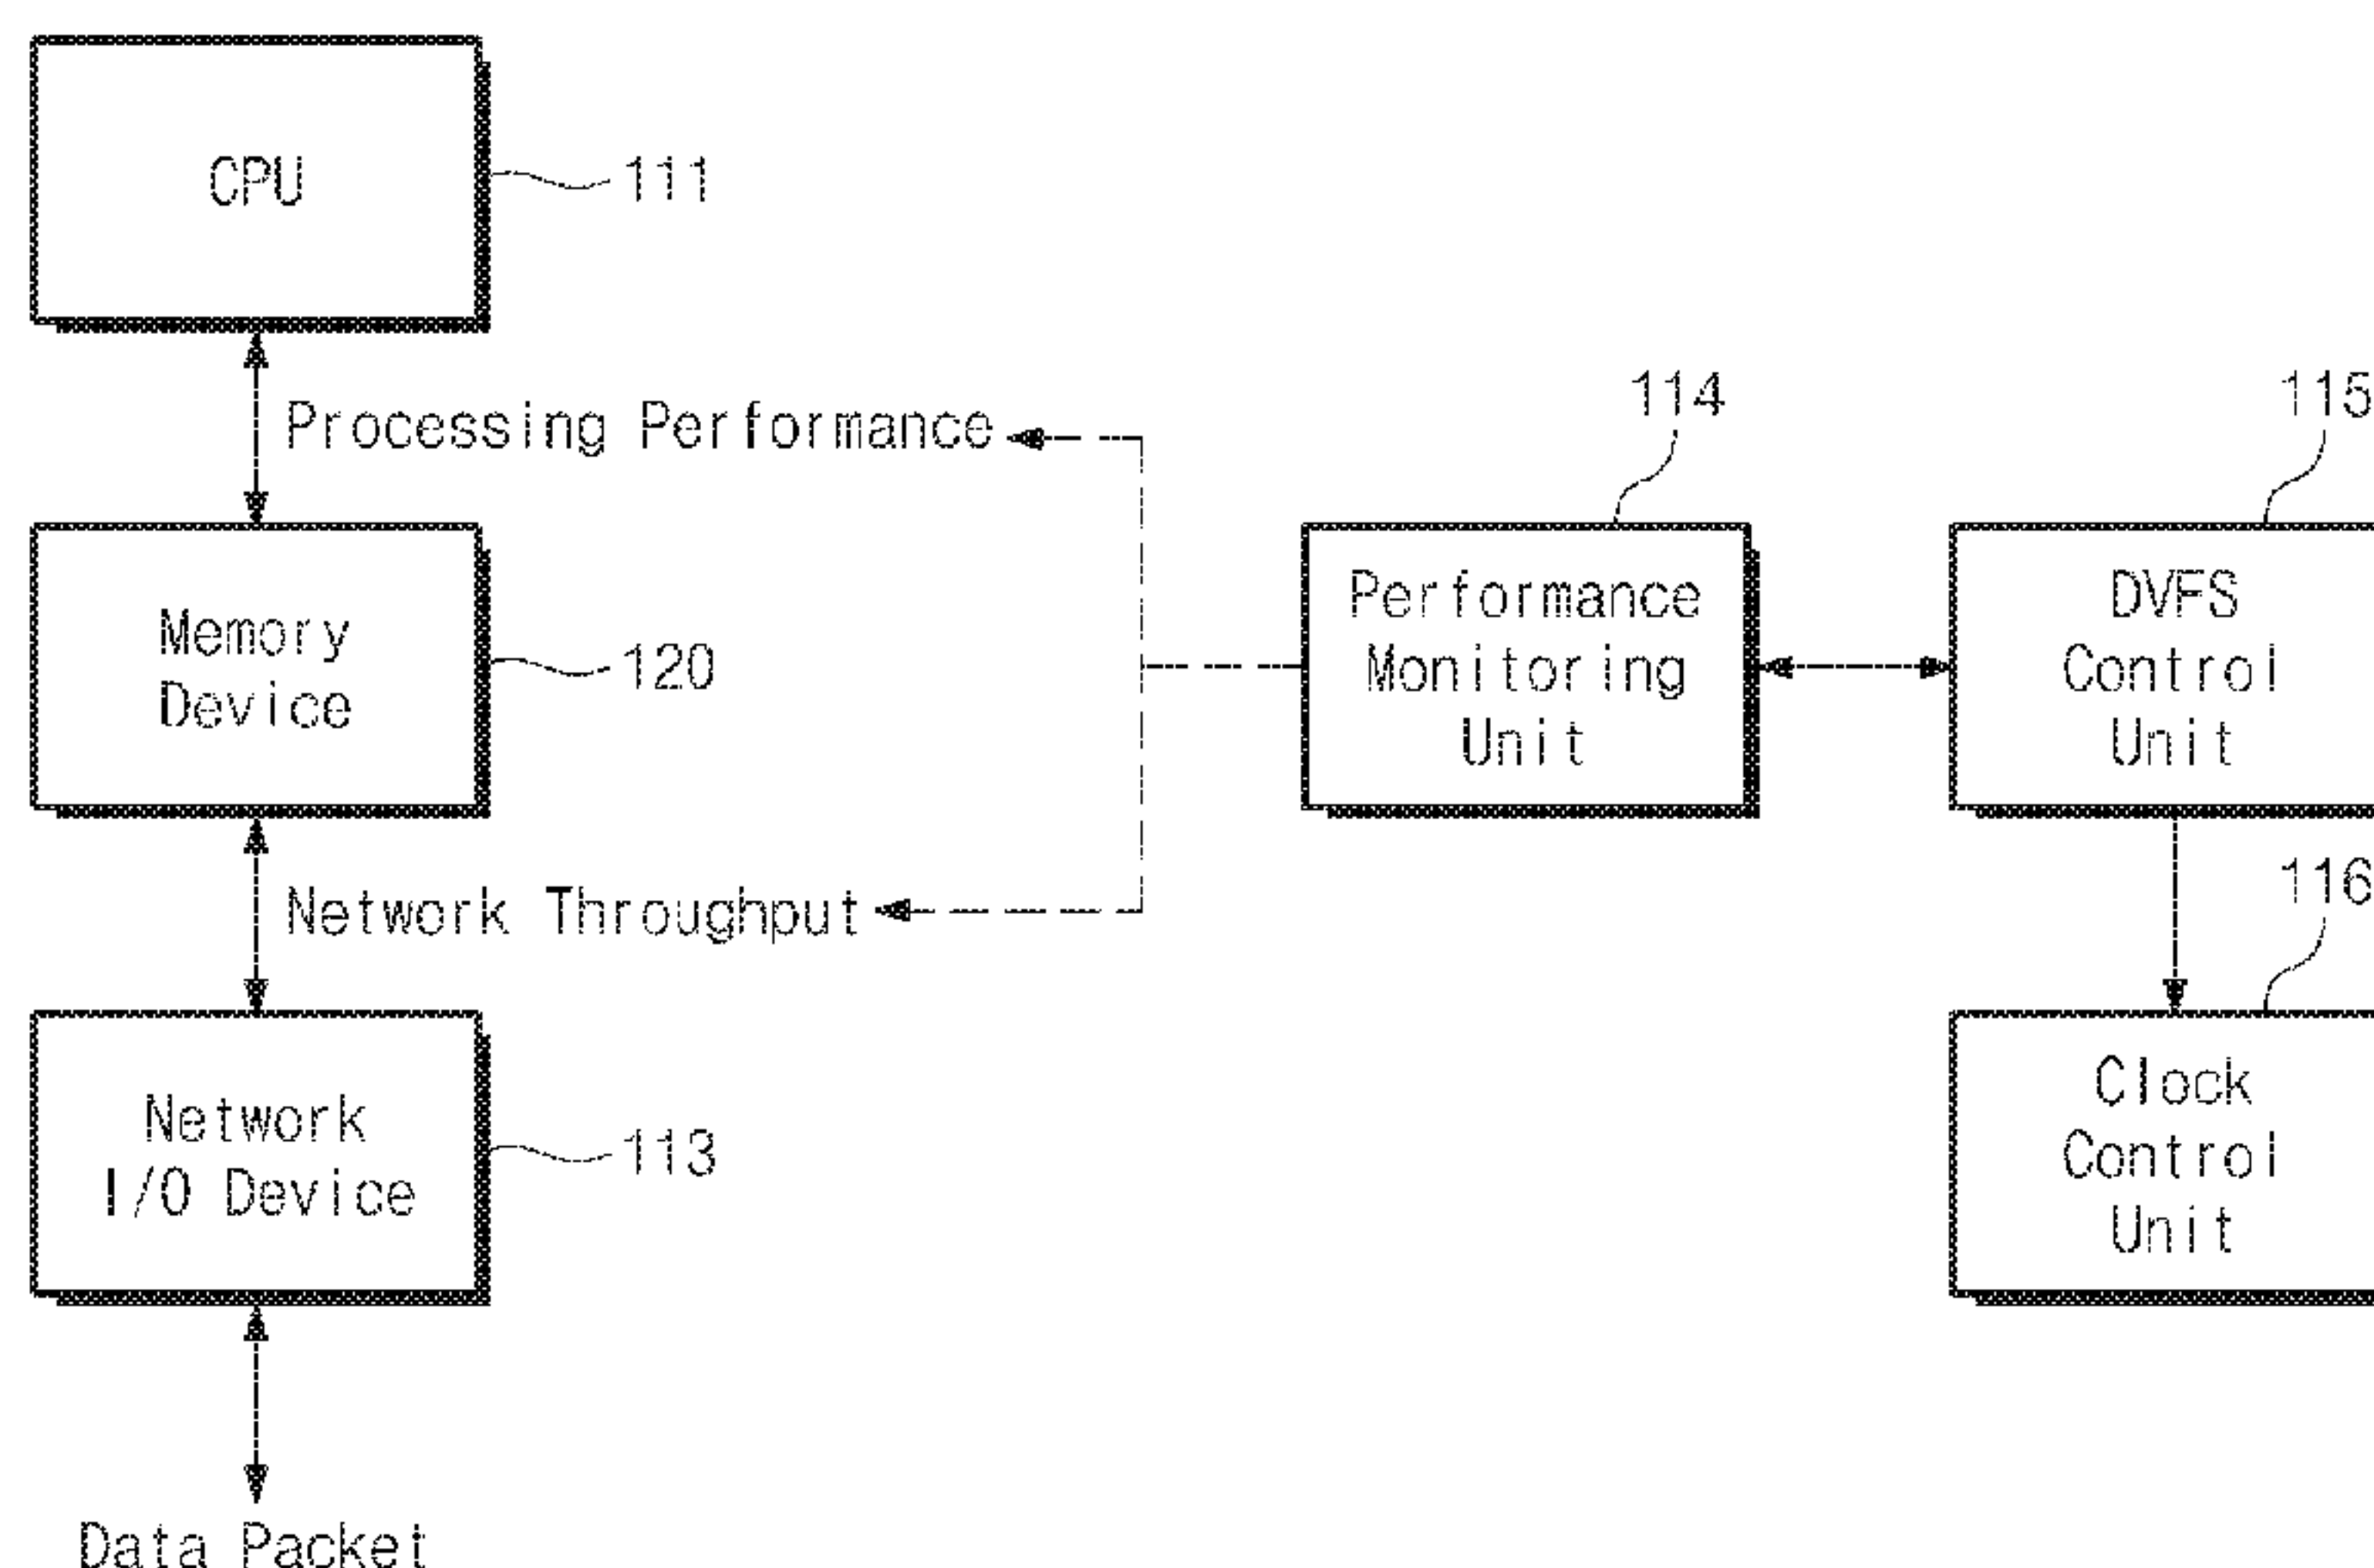 CPU
111
Processing Performance
114
115
Memory
Device
120
Performance
Monitoring
Unit
DVFS
Control
Unit
Network Throughput
116
Network
I/O Device
113
Clock
Control
Unit
Data Packet